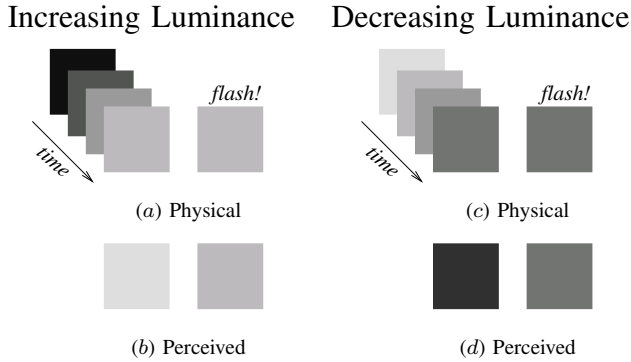 Increasing Luminance
Decreasing Luminance
flash!
flash!
time
time
(a) Physical
(c) Physical
(b) Perceived
(d) Perceived